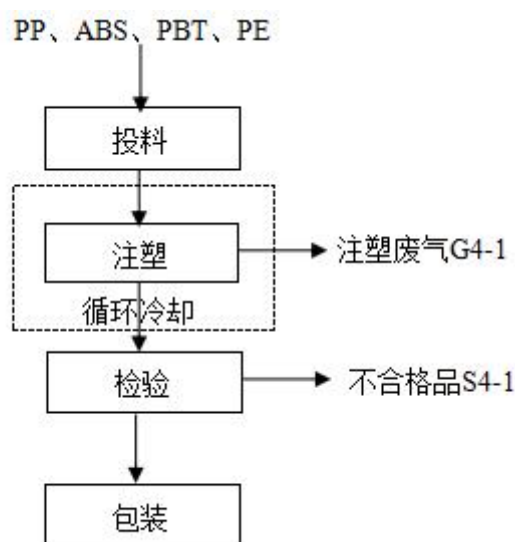 PP、ABS、PBT、PE
投料
注塑
注塑废气G4-1
循环冷却
检验
不合格品S4-1
包装